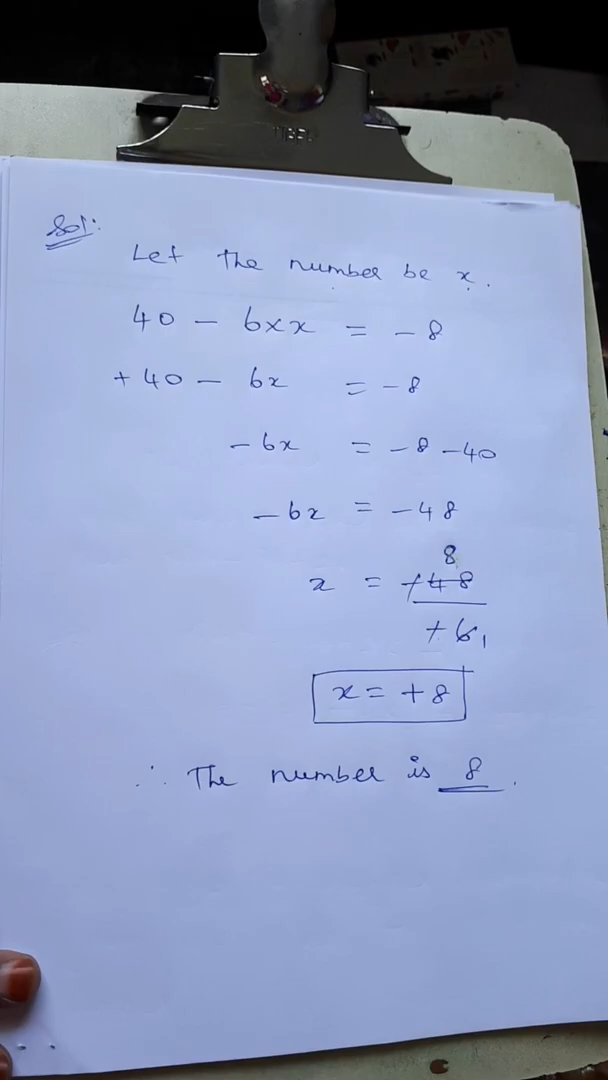 Sol:
Let the number be x.
40 - 6×x = -8
+40 - 6x = -8
-6x = -8 -40
-6x = -48
8
x = +48
+6 1
x = +8
∴ The number is 8.